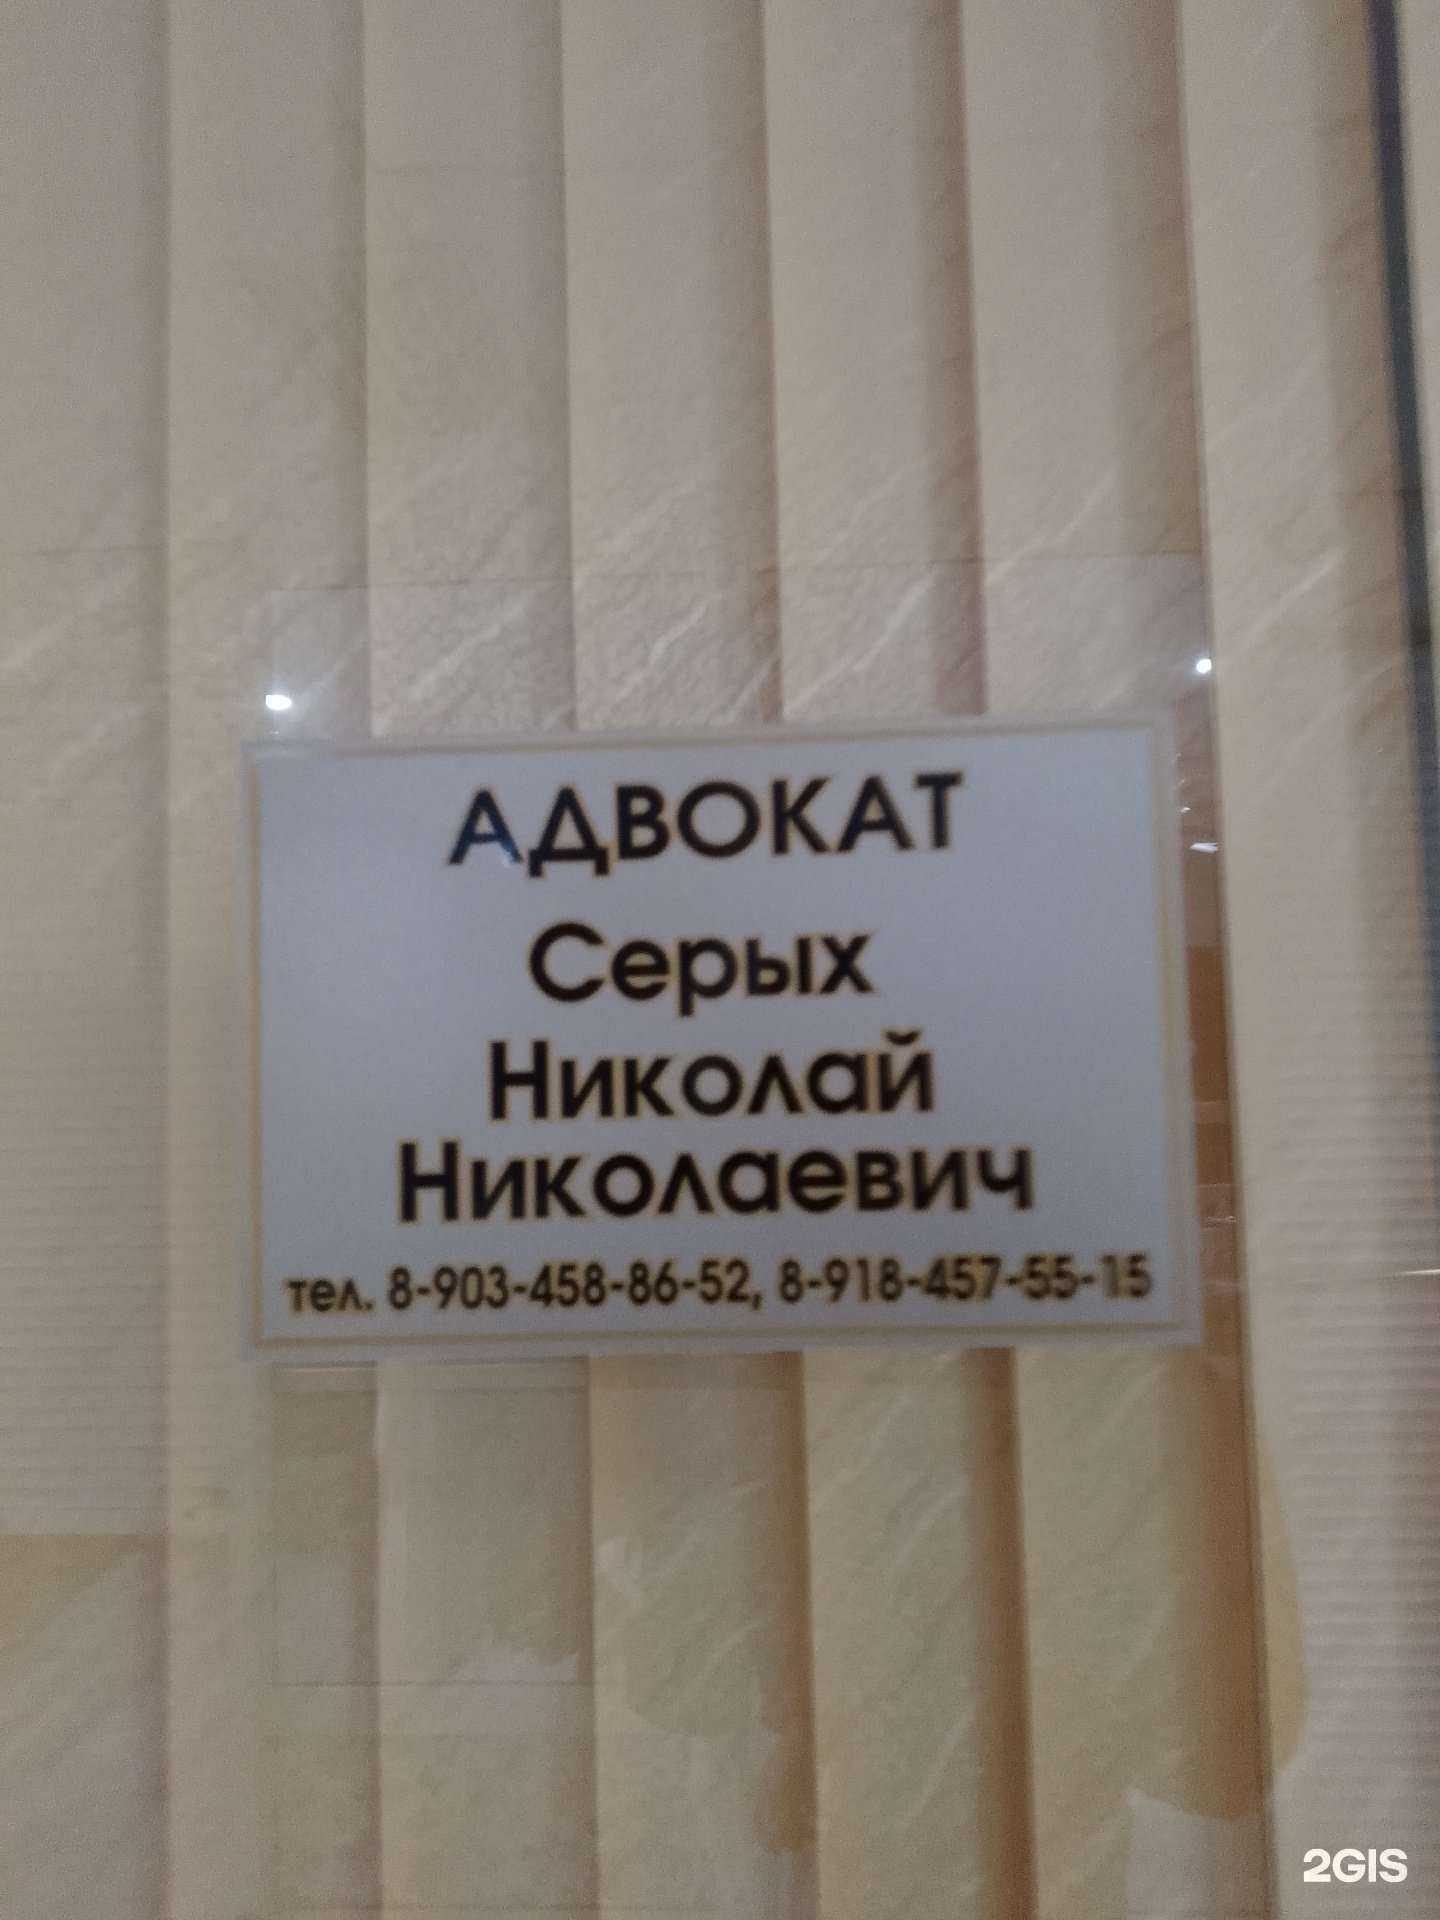 АДВОКАТ
Серых
Николай
Николаевич
тел. 8-903-458-86-52, 8-918-457-55-15
2GIS